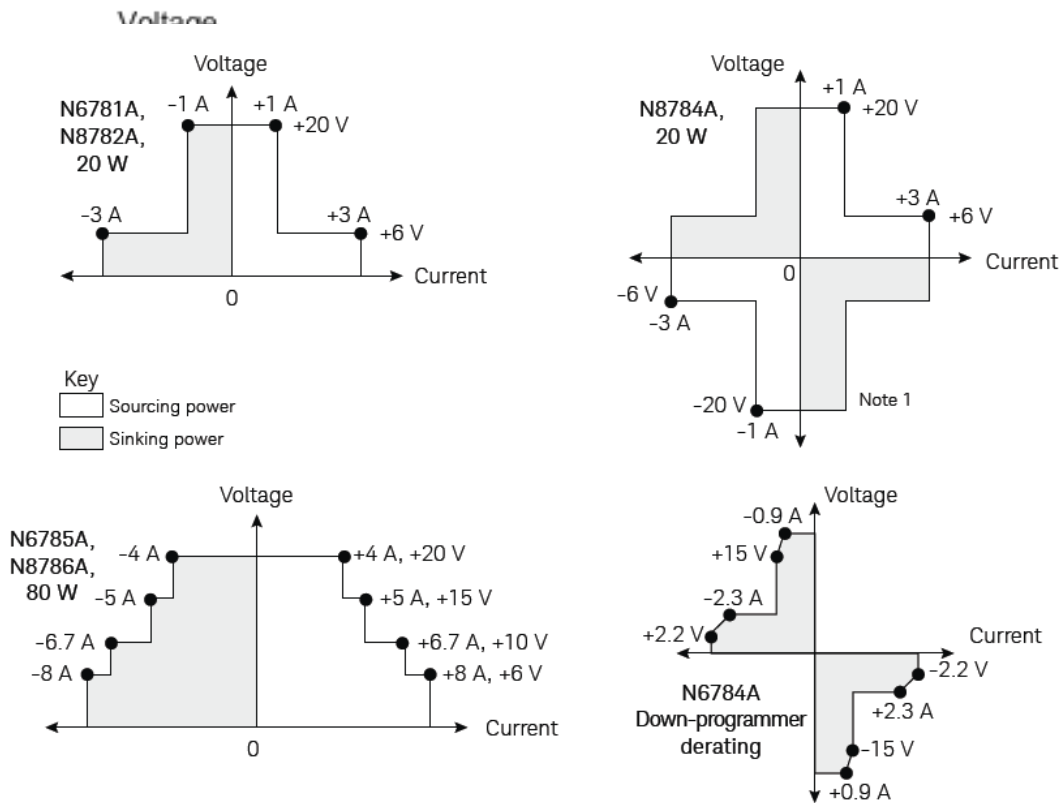 Voltage
Voltage
N6781A,
N8782A,
20 W
–1 A
+1 A
+20 V
–3 A
+3 A
+6 V
Current
0
Voltage
N8784A,
20 W
+1 A
+20 V
+3 A
+6 V
Current
0
–6 V
–3 A
–20 V
–1 A
Note 1
Key
Sourcing power
Sinking power
Voltage
N6785A,
N8786A,
80 W
–4 A
+4 A, +20 V
–5 A
+5 A, +15 V
–6.7 A
+6.7 A, +10 V
–8 A
+8 A, +6 V
Current
0
Voltage
–0.9 A
+15 V
–2.3 A
+2.2 V
Current
–2.2 V
N6784A
Down-programmer
derating
+2.3 A
–15 V
+0.9 A